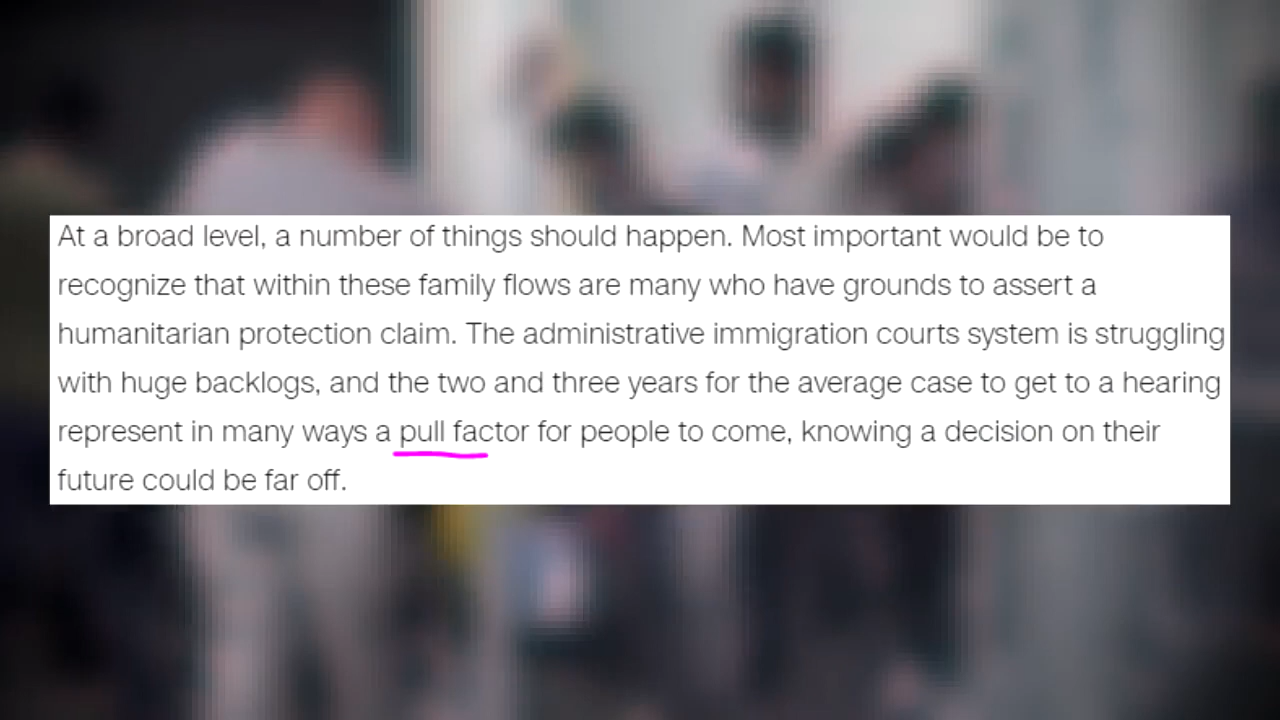 At a broad level, a number of things should happen. Most important would be to
recognize that within these family flows are many who have grounds to assert a
humanitarian protection claim. The administrative immigration courts system is struggling
with huge backlogs, and the two and three years for the average case to get to a hearing
represent in many ways a pull factor for people to come, knowing a decision on their
future could be far off.